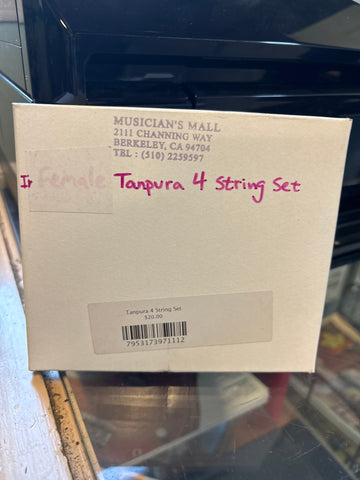 MUSICIAN'S MALL
2111 CHANNING WAY
BERKELEY, CA 94704
TEL : (510) 2259597
Female Tanpura 4 String Set
Tanpura 4 String Set
$20.00
7953173971112